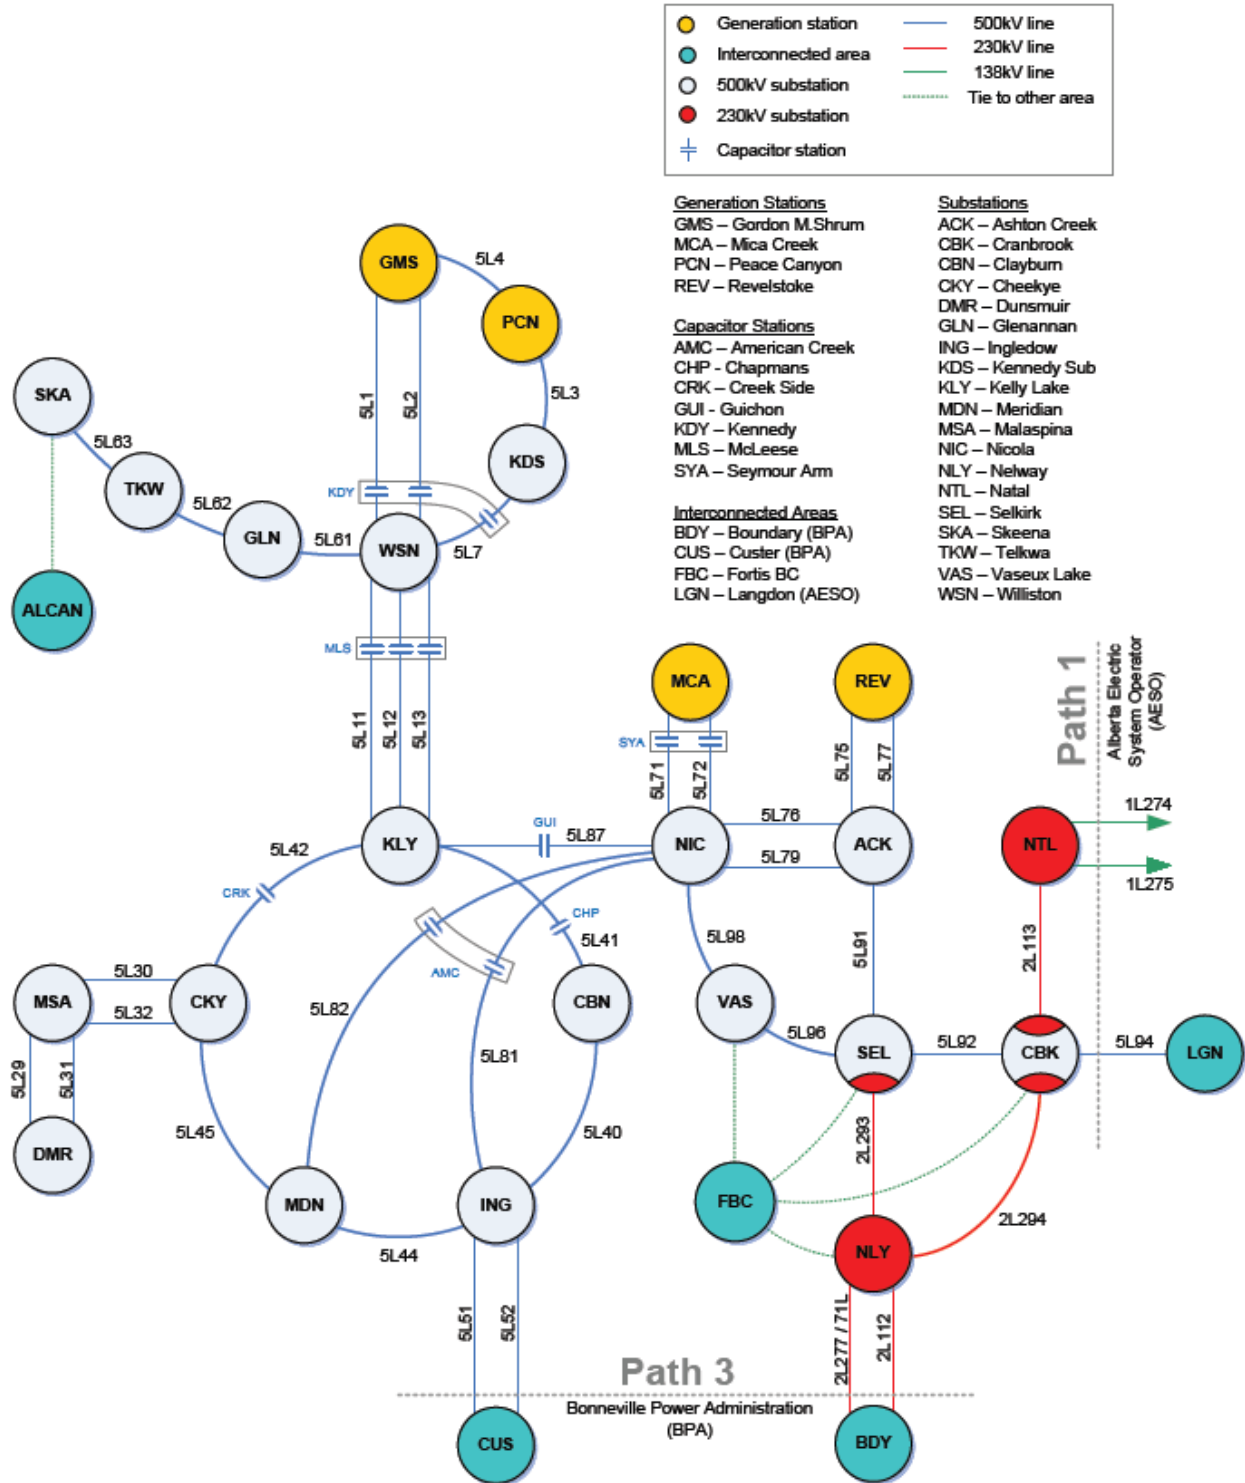 Generation station
Interconnected area
500kV substation
230kV substation
Capacitor station
500kV line
230kV line
138kV line
Tie to other area
Generation Stations
GMS – Gordon M.Shrum
MCA – Mica Creek
PCN – Peace Canyon
REV – Revelstoke
Capacitor Stations
AMC – American Creek
CHP - Chapmans
CRK – Creek Side
GUI - Guichon
KDY – Kennedy
MLS – McLeese
SYA – Seymour Arm
Interconnected Areas
BDY – Boundary (BPA)
CUS – Custer (BPA)
FBC – Fortis BC
LGN – Langdon (AESO)
Substations
ACK – Ashton Creek
CBK – Cranbrook
CBN – Clayburn
CKY – Cheekye
DMR – Dunsmuir
GLN – Glenannan
ING – Ingledow
KDS – Kennedy Sub
KLY – Kelly Lake
MDN – Meridian
MSA – Malaspina
NIC – Nicola
NLY – Nelway
NTL – Natal
SEL – Selkirk
SKA – Skeena
TKW – Telkwa
VAS – Vaseux Lake
WSN – Williston
GMS
5L4
PCN
5L1
5L2
5L3
SKA
5L63
TKW
5L62
GLN
5L61
KDS
KDY
WSN
5L7
ALCAN
MLS
5L11
5L12
5L13
MCA
REV
SYA
5L71
5L72
5L75
5L77
Path 1
Alberta Electric
System Operator
(AESO)
1L274
1L275
KLY
GUI
5L87
NIC
5L76
5L79
ACK
NTL
5L42
CRK
CHP
5L41
AMC
5L98
5L91
2L113
MSA
5L30
5L32
CKY
5L82
5L81
CBN
VAS
5L96
SEL
5L92
CBK
5L94
LGN
5L29
5L31
DMR
5L45
5L40
2L293
MDN
5L44
ING
FBC
NLY
2L294
5L51
5L52
2L277 / 71L
2L112
Path 3
Bonneville Power Administration
(BPA)
CUS
BDY